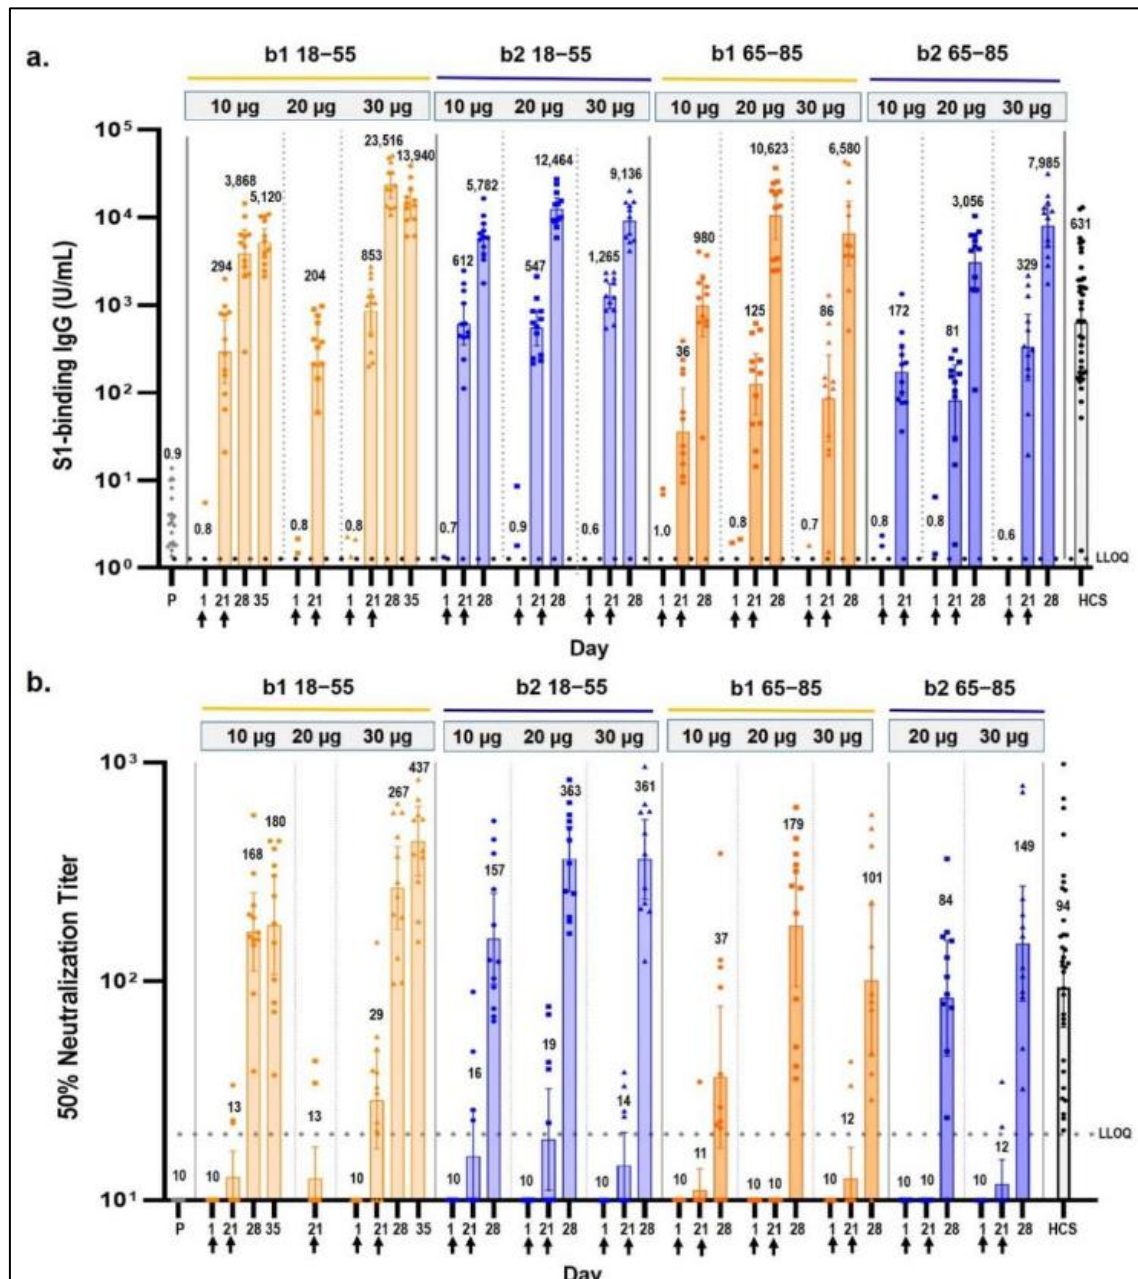 a.
b1 18–55 b2 18–55 b1 65–85 b2 65–85
10 µg 20 µg 30 µg 10 µg 20 µg 30 µg 10 µg 20 µg 30 µg 10 µg 20 µg 30 µg
S1-binding IgG (U/mL)
10⁵
10⁴
10³
10²
10¹
10⁰
0.9
0.8 294 3,868 5,120
0.8 204
0.8 853 23,516 13,940
0.7 612 5,782
0.9 547 12,464
0.6 1,265 9,136
1.0 36 980
0.8 125 10,623
0.7 86 6,580
0.8 172
0.8 81 3,056
0.6 329 7,985
631
LLOQ
P 1 21 28 35 1 21 1 21 28 35 1 21 28 1 21 28 1 21 28 1 21 28 1 21 28 1 21 28 1 21 1 21 28 1 21 28 HCS
Day
b.
b1 18–55 b2 18–55 b1 65–85 b2 65–85
10 µg 20 µg 30 µg 10 µg 20 µg 30 µg 10 µg 20 µg 30 µg 20 µg 30 µg
50% Neutralization Titer
10³
10²
10¹
10
10 13 168 180
13
10 29 267 437
10 16 157
10 19 363
10 14 361
10 11 37
10 10 179
10 12 101
10 10 84
10 12 149
94
LLOQ
P 1 21 28 35 21 1 21 28 35 1 21 28 1 21 28 1 21 28 1 21 28 1 21 28 1 21 28 1 21 28 1 21 28 HCS
Day